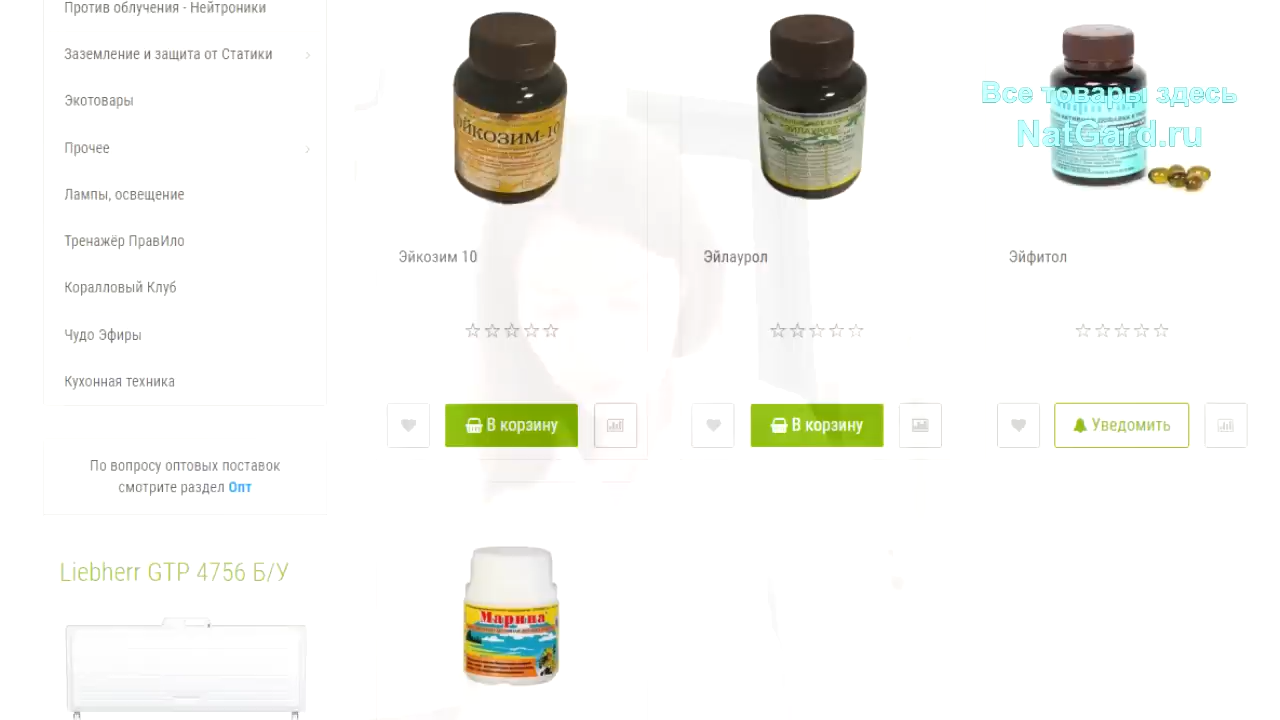 Против облучения - Нейтроники
Заземление и защита от Статики
Экотовары
Прочее
Лампы, освещение
Тренажёр ПравИло
Коралловый Клуб
Чудо Эфиры
Кухонная техника
По вопросу оптовых поставок
смотрите раздел Опт
Liebherr GTP 4756 Б/У
ЭЙКОЗИМ-10
Эйкозим 10
В корзину
ЭЙЛАУРОЛ
Эйлаурол
В корзину
Все товары здесь
NatGard.ru
Эйфитол
Уведомить
Марина